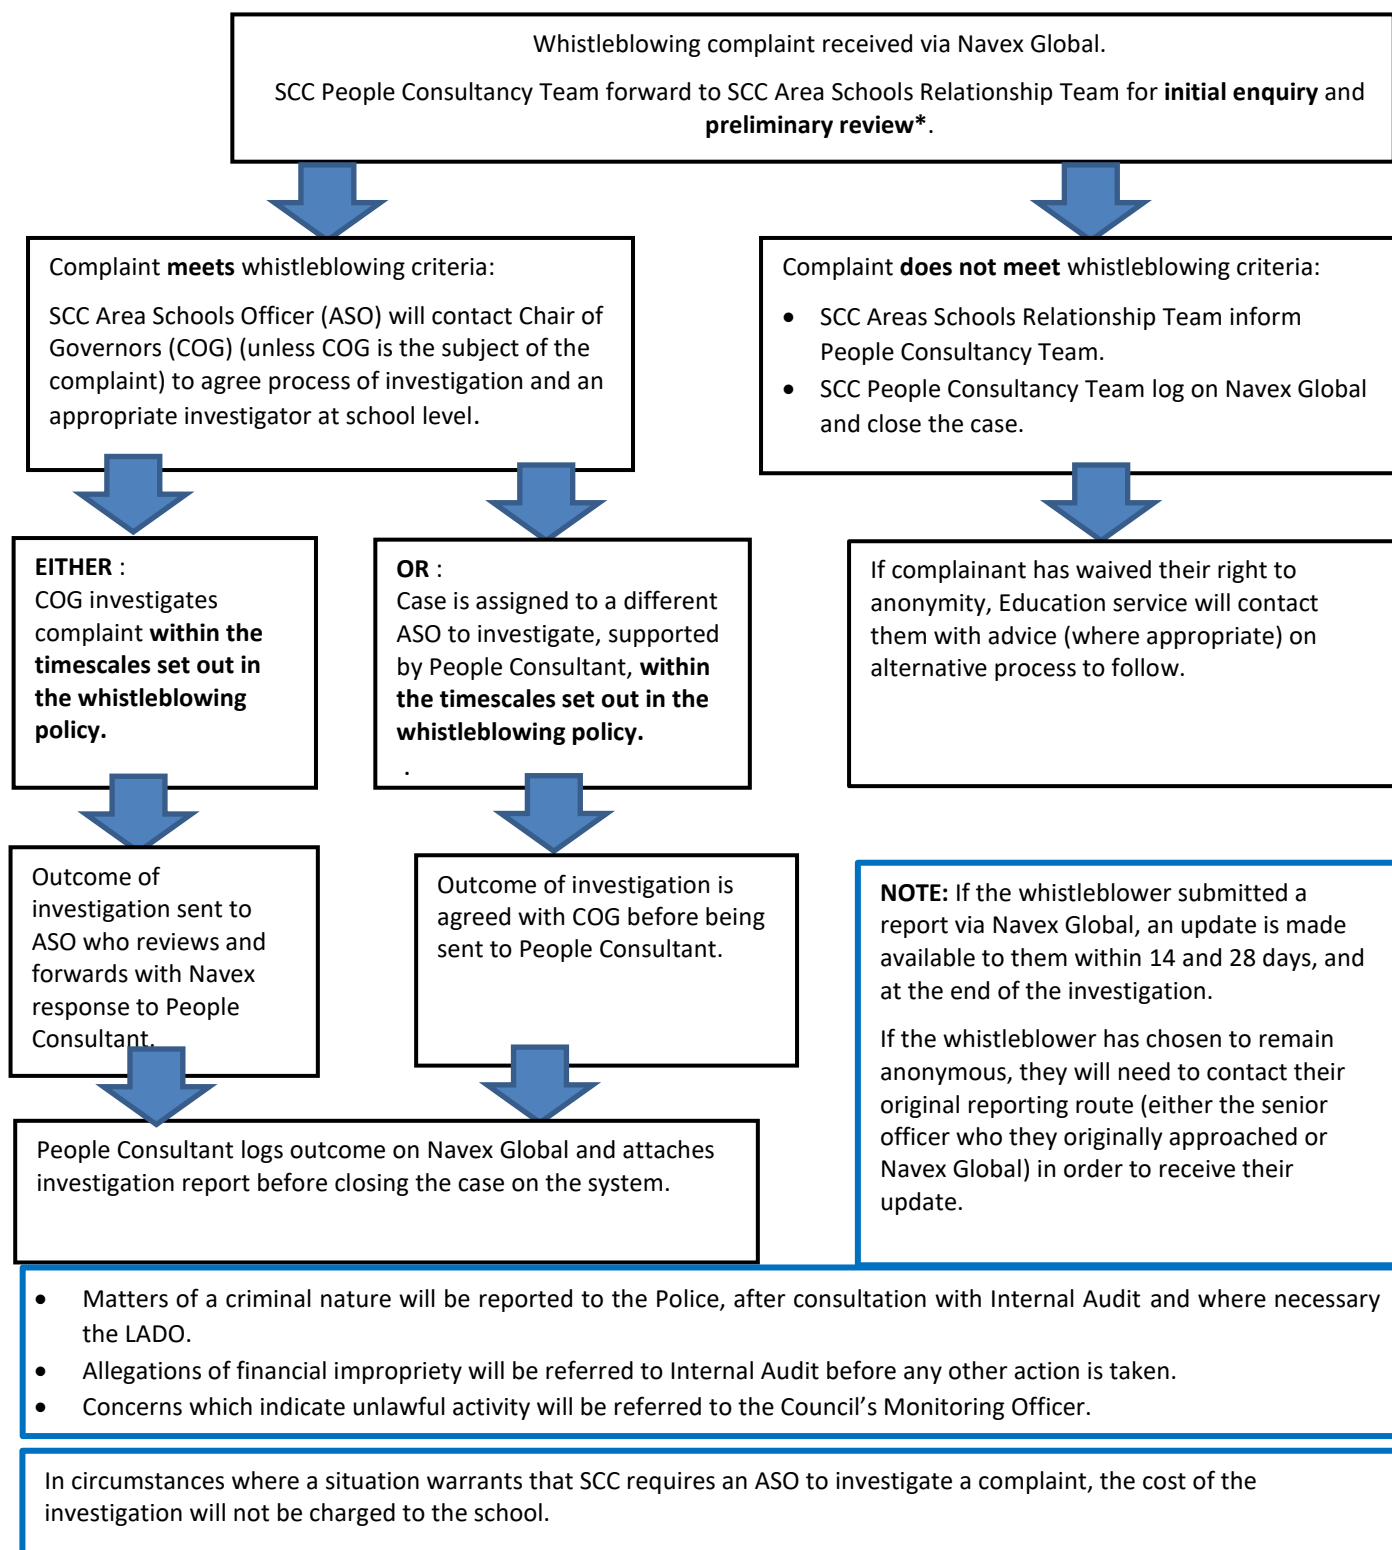 Whistleblowing complaint received via Navex Global.
SCC People Consultancy Team forward to SCC Area Schools Relationship Team for initial enquiry and
preliminary review*.
Complaint meets whistleblowing criteria:
SCC Area Schools Officer (ASO) will contact Chair of
Governors (COG) (unless COG is the subject of the
complaint) to agree process of investigation and an
appropriate investigator at school level.
Complaint does not meet whistleblowing criteria:
• SCC Areas Schools Relationship Team inform
People Consultancy Team.
• SCC People Consultancy Team log on Navex Global
and close the case.
EITHER :
COG investigates
complaint within the
timescales set out in
the whistleblowing
policy.
OR :
Case is assigned to a different
ASO to investigate, supported
by People Consultant, within
the timescales set out in the
whistleblowing policy.
.
If complainant has waived their right to
anonymity, Education service will contact
them with advice (where appropriate) on
alternative process to follow.
Outcome of
investigation sent to
ASO who reviews and
forwards with Navex
response to People
Consultant.
Outcome of investigation is
agreed with COG before being
sent to People Consultant.
NOTE: If the whistleblower submitted a
report via Navex Global, an update is made
available to them within 14 and 28 days, and
at the end of the investigation.
If the whistleblower has chosen to remain
anonymous, they will need to contact their
original reporting route (either the senior
officer who they originally approached or
Navex Global) in order to receive their
update.
People Consultant logs outcome on Navex Global and attaches
investigation report before closing the case on the system.
• Matters of a criminal nature will be reported to the Police, after consultation with Internal Audit and where necessary
the LADO.
• Allegations of financial impropriety will be referred to Internal Audit before any other action is taken.
• Concerns which indicate unlawful activity will be referred to the Council’s Monitoring Officer.
In circumstances where a situation warrants that SCC requires an ASO to investigate a complaint, the cost of the
investigation will not be charged to the school.